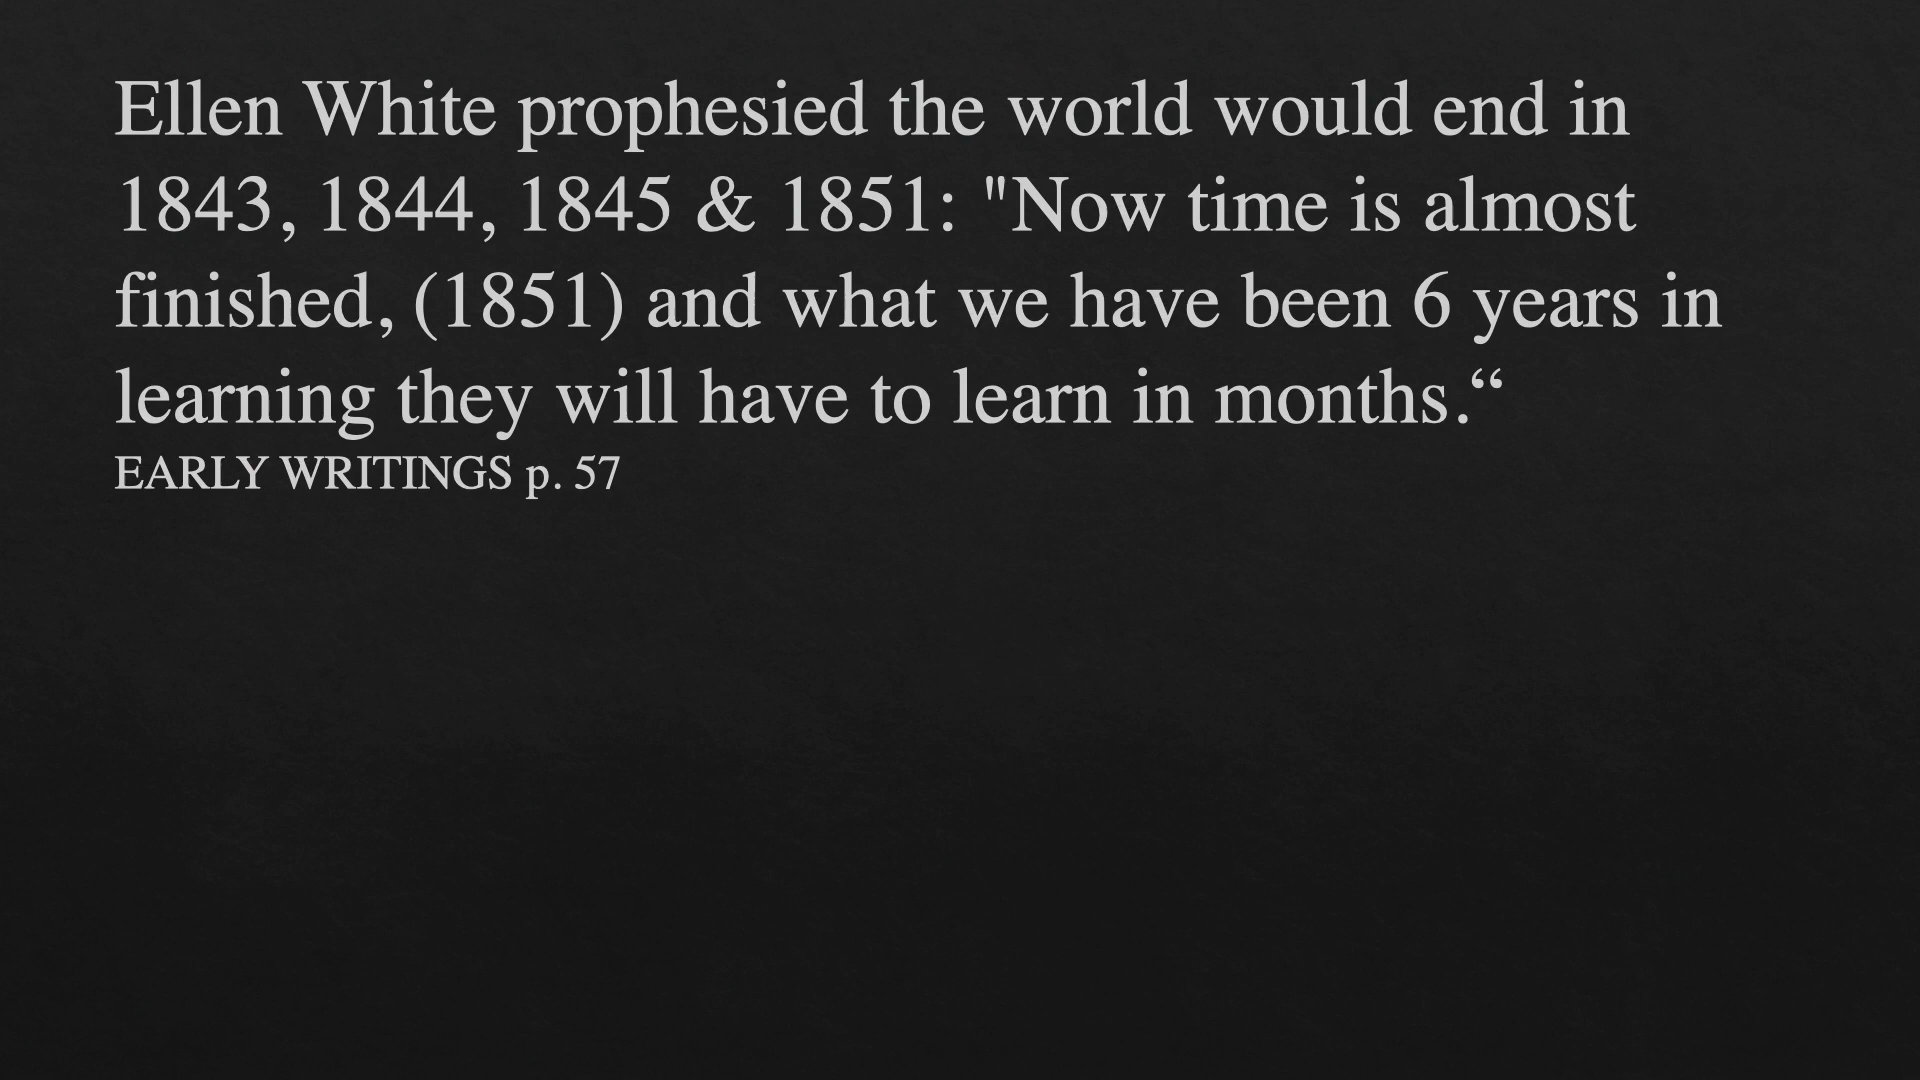 Ellen White prophesied the world would end in
1843, 1844, 1845 & 1851: "Now time is almost
finished, (1851) and what we have been 6 years in
learning they will have to learn in months.“
EARLY WRITINGS p. 57